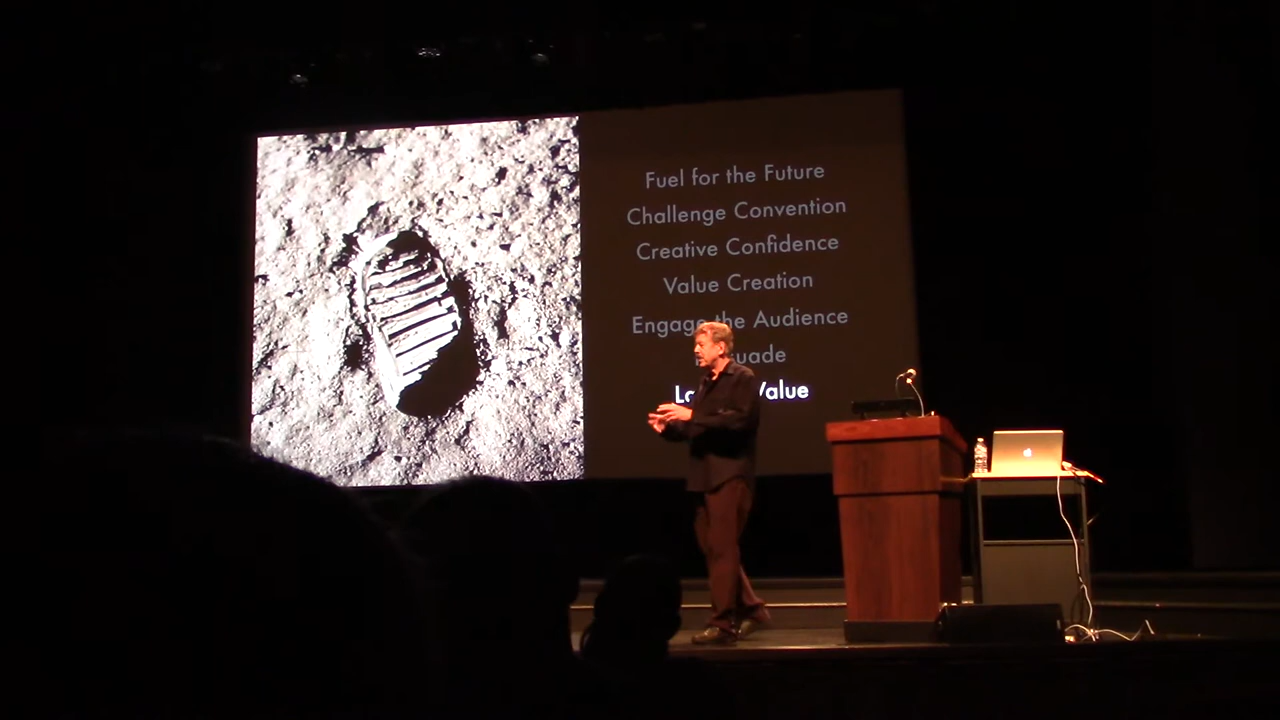 Fuel for the Future
Challenge Convention
Creative Confidence
Value Creation
Engage the Audience
Value